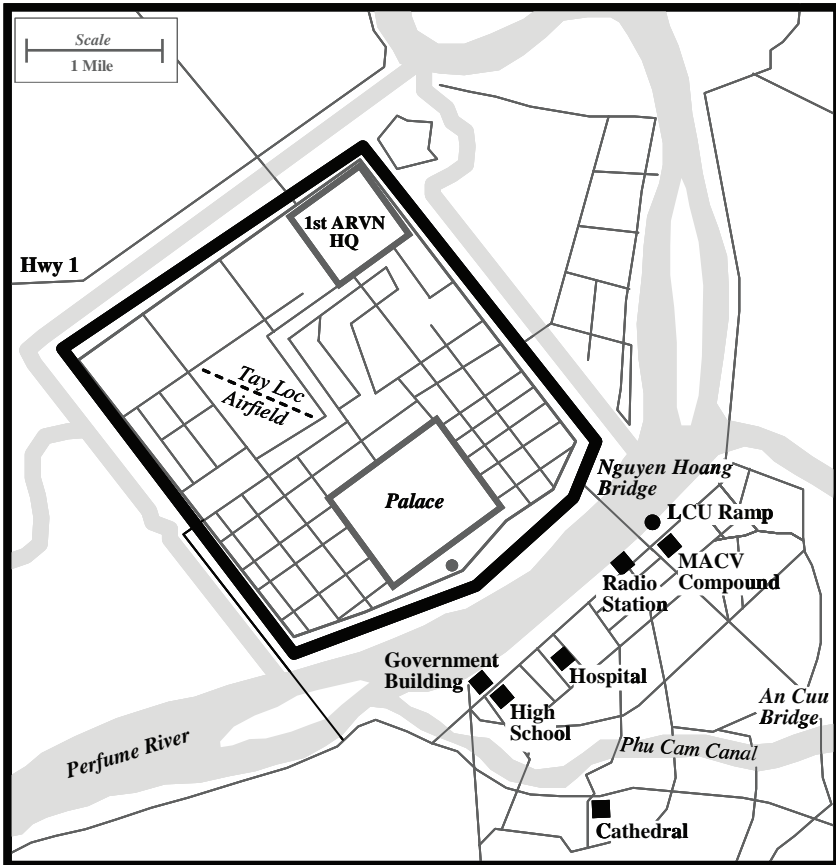 Scale
1 Mile
1st ARVN
HQ
Hwy 1
Tay Loc
Airfield
Palace
Nguyen Hoang
Bridge
LCU Ramp
MACV
Compound
Radio
Station
Government
Building
Hospital
High
School
An Cuu
Bridge
Perfume River
Phu Cam Canal
Cathedral